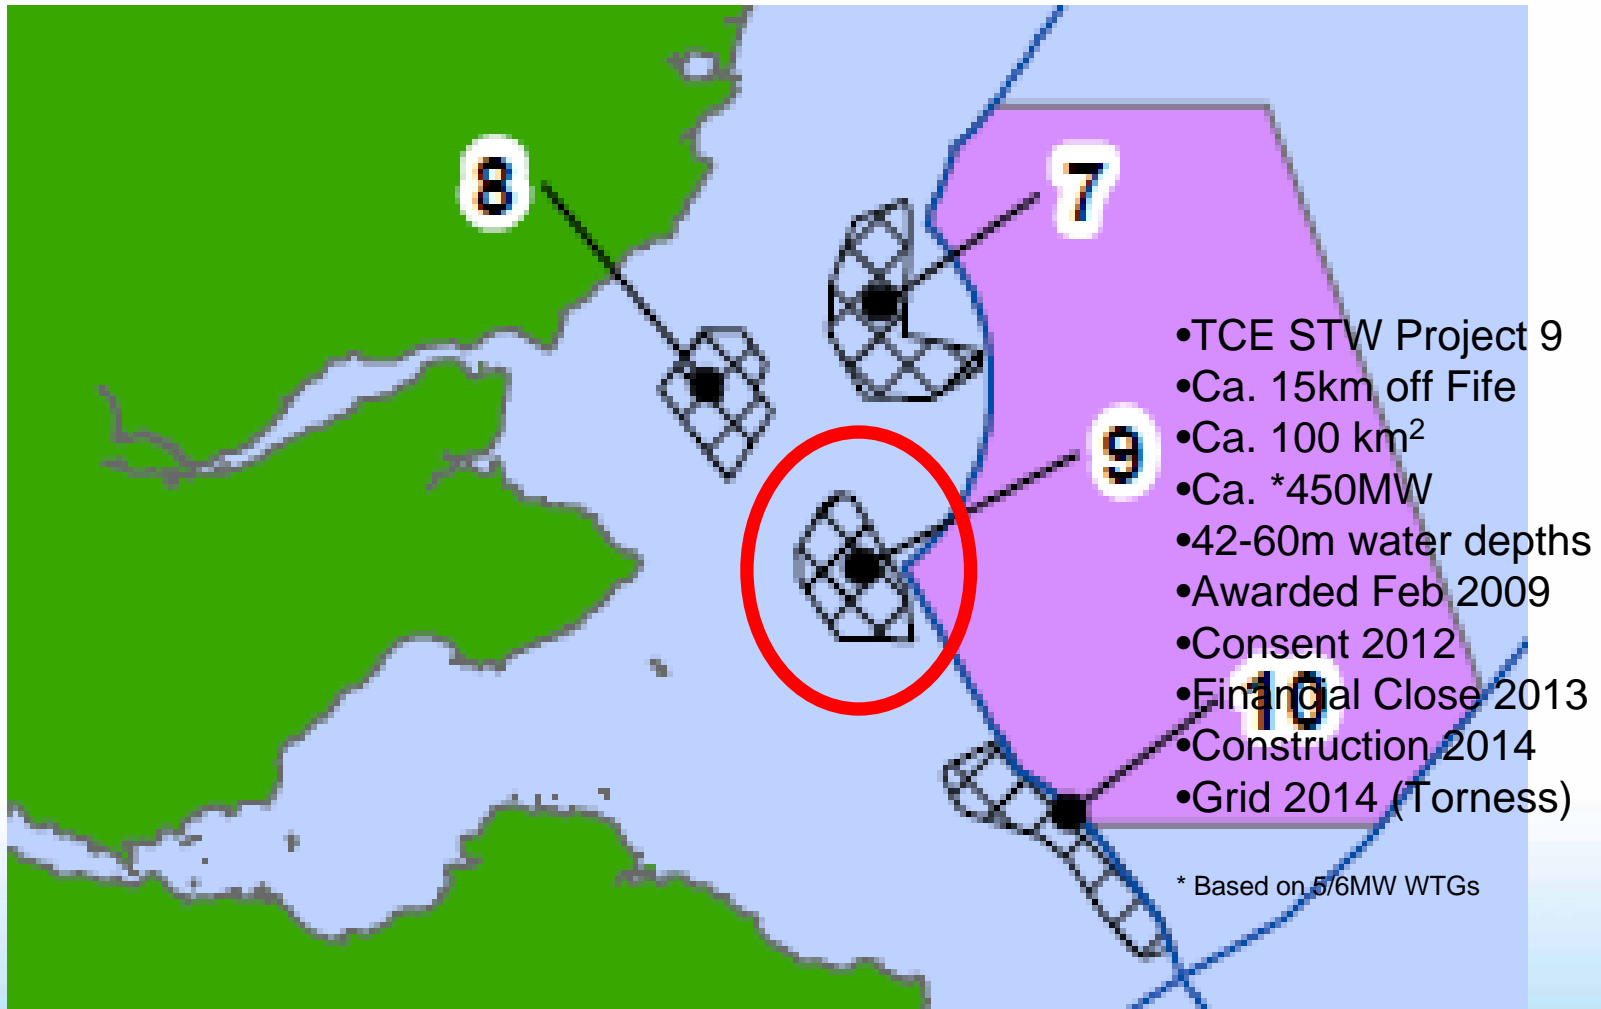 8
7
9
10
•TCE STW Project 9
•Ca. 15km off Fife
•Ca. 100 km²
•Ca. *450MW
•42-60m water depths
•Awarded Feb 2009
•Consent 2012
•Financial Close 2013
•Construction 2014
•Grid 2014 (Torness)
* Based on 5/6MW WTGs